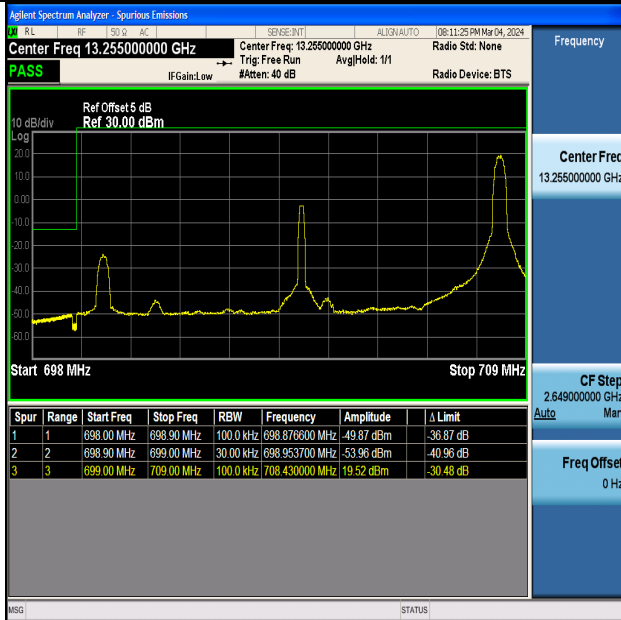 Agilent Spectrum Analyzer - Spurious Emissions
RL RF 50 Ω AC SENSE:INT ALIGN AUTO 08:11:25 PM Mar 04, 2024
Center Freq 13.255000000 GHz
Center Freq: 13.255000000 GHz
Radio Std: None
Trig: Free Run Avg|Hold: 1/1
PASS
IFGain:Low
#Atten: 40 dB
Radio Device: BTS
Frequency
Ref Offset 5 dB
10 dB/div Ref 30.00 dBm
Log
20.0
10.0
0.00
-10.0
-20.0
-30.0
-40.0
-50.0
-60.0
Start 698 MHz Stop 709 MHz
Spur Range Start Freq Stop Freq RBW Frequency Amplitude Δ Limit
1 1 698.00 MHz 698.90 MHz 100.0 kHz 698.876600 MHz -49.87 dBm -36.87 dB
2 2 698.90 MHz 699.00 MHz 30.00 kHz 698.953700 MHz -53.96 dBm -40.96 dB
3 3 699.00 MHz 709.00 MHz 100.0 kHz 708.430000 MHz 19.52 dBm -30.48 dB
Center Freq
13.255000000 GHz
CF Step
2.649000000 GHz
Auto Man
Freq Offset
0 Hz
MSG STATUS